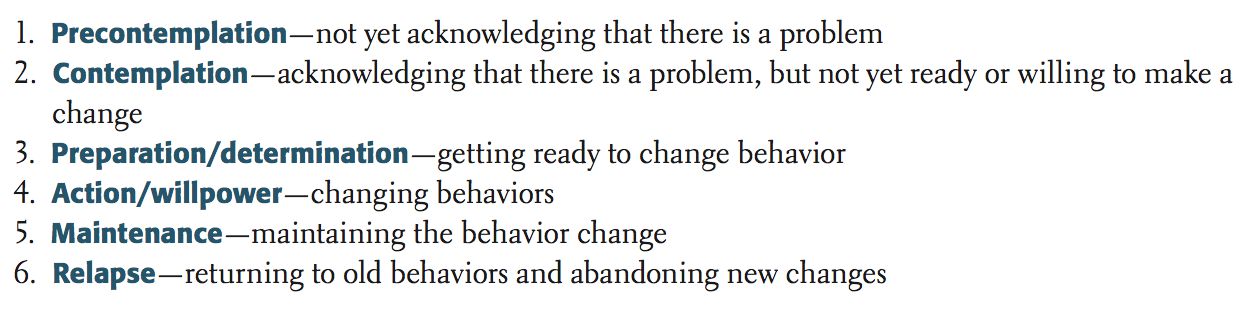 1. Precontemplation—not yet acknowledging that there is a problem
2. Contemplation—acknowledging that there is a problem, but not yet ready or willing to make a
change
3. Preparation/determination—getting ready to change behavior
4. Action/willpower—changing behaviors
5. Maintenance—maintaining the behavior change
6. Relapse—returning to old behaviors and abandoning new changes